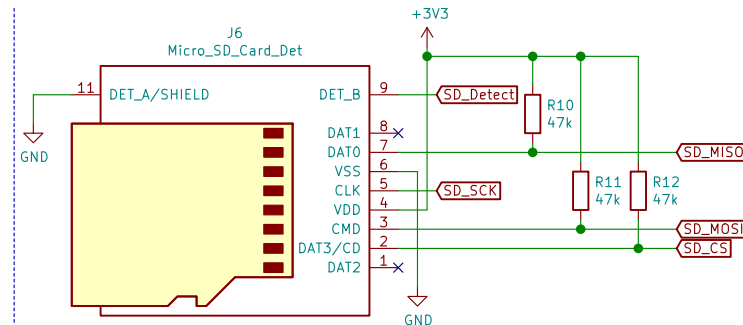 +3V3
J6
Micro_SD_Card_Det
11
DET_A/SHIELD
DET_B
9
SD_Detect
R10
47k
GND
DAT1
8
DAT0
7
SD_MISO
VSS
6
CLK
5
SD_SCK
R11
47k
R12
47k
VDD
4
CMD
3
SD_MOSI
DAT3/CD
2
SD_CS
DAT2
1
GND